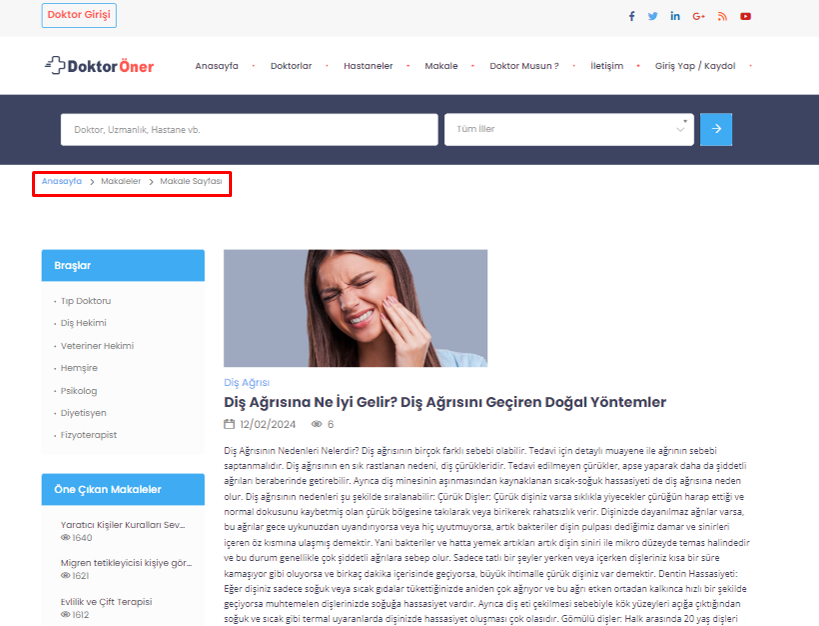 Doktor Girişi
DoktorÖner
Anasayfa
Doktorlar
Hastaneler
Makale
Doktor Musun ?
İletişim
Giriş Yap / Kaydol
Doktor, Uzmanlık, Hastane vb.
Tüm İller
Anasayfa > Makaleler > Makale Sayfası
Braşlar
Tıp Doktoru
Diş Hekimi
Veteriner Hekimi
Hemşire
Psikolog
Diyetisyen
Fizyoterapist
Öne Çıkan Makaleler
Yaratıcı Kişiler Kuralları Sev...
1640
Migren tetikleyicisi kişiye gör...
1621
Evlilik ve Çift Terapisi
1612
Diş Ağrısı
Diş Ağrısına Ne İyi Gelir? Diş Ağrısını Geçiren Doğal Yöntemler
12/02/2024 6
Diş Ağrısının Nedenleri Nelerdir? Diş ağrısının birçok farklı sebebi olabilir. Tedavi için detaylı muayene ile ağrının sebebi
saptanmalıdır. Diş ağrısının en sık rastlanan nedeni, diş çürükleridir. Tedavi edilmeyen çürükler, apse yaparak daha da şiddetli
ağrıları beraberinde getirebilir. Ayrıca diş minesinin aşınmasından kaynaklanan sıcak-soğuk hassasiyeti de diş ağrısına neden
olur. Diş ağrısının nedenleri şu şekilde sıralanabilir: Çürük Dişler: Çürük dişiniz varsa sıklıkla yiyecekler çürüğün harap ettiği ve
normal dokusunu kaybetmiş olan çürük bölgesine takılarak veya birikerek rahatsızlık verir. Dişinizde dayanılmaz ağrılar varsa,
bu ağrılar gece uykunuzdan uyandırıyorsa veya hiç uyutmuyorsa, artık bakteriler dişin pulpası dediğimiz damar ve sinirleri
içeren öz kısmına ulaşmış demektir. Yani bakteriler ve hatta yemek artıkları artık dişin siniri ile mikro düzeyde temas halindedir
ve bu durum genellikle çok şiddetli ağrılara sebep olur. Sadece tatlı bir şeyler yerken veya içerken dişleriniz kısa bir süre
kamaşıyor gibi oluyorsa ve birkaç dakika içerisinde geçiyorsa, büyük ihtimalle çürük dişiniz var demektir. Dentin Hassasiyeti:
Eğer dişiniz sadece soğuk veya sıcak gıdalar tükettiğinizde aniden çok ağrıyor ve bu ağrı etken ortadan kalkınca hızlı bir şekilde
geçiyorsa muhtemelen dişlerinizde soğuğa hassasiyet vardır. Ayrıca diş eti çekilmesi sebebiyle kök yüzeyleri açığa çıktığından
soğuk ve sıcak gibi termal uyaranlarda dişinizde hassasiyet oluşması çok olasıdır. Gömülü dişler: Halk arasında 20 yaş dişleri